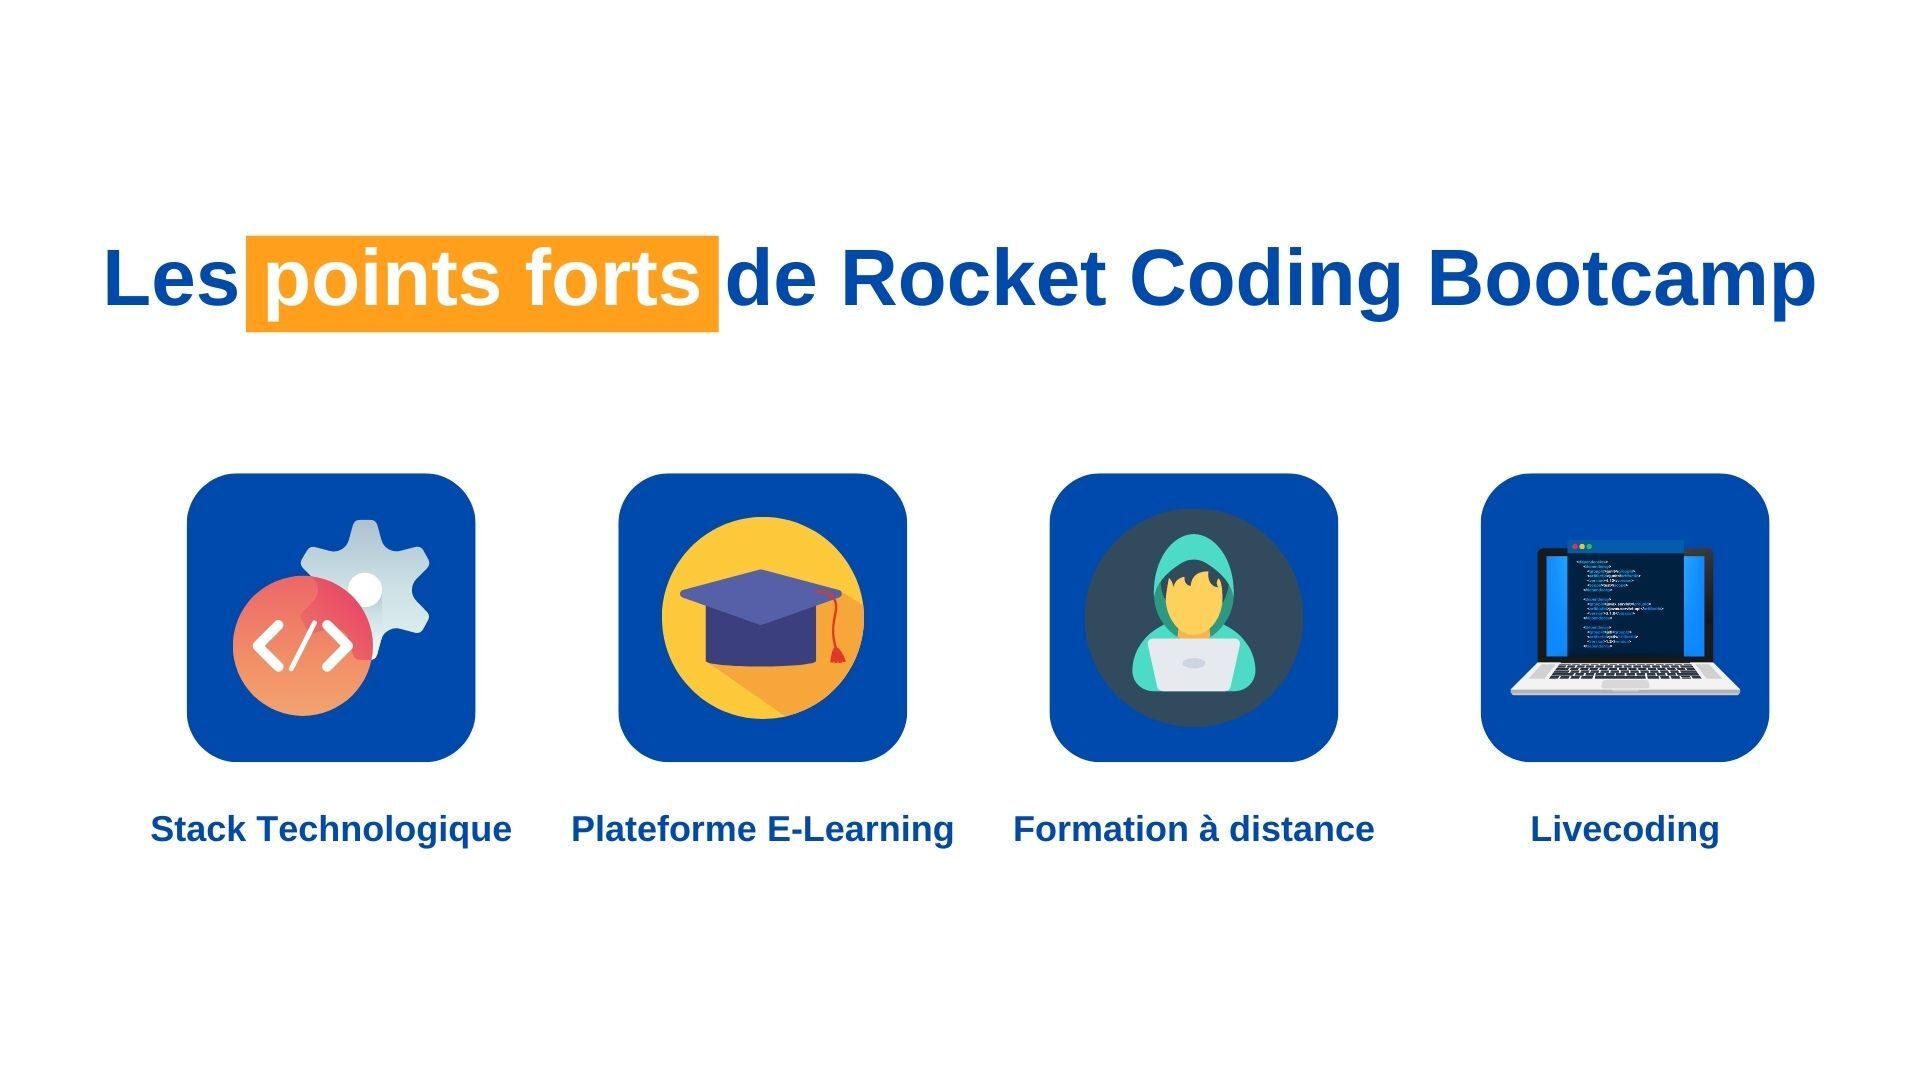 Les points forts de Rocket Coding Bootcamp
Stack Technologique
Plateforme E-Learning
Formation à distance
Livecoding